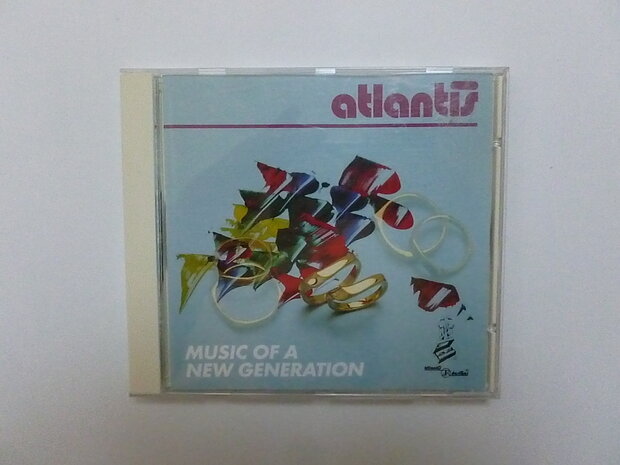 atlantis
MUSIC OF A
NEW GENERATION